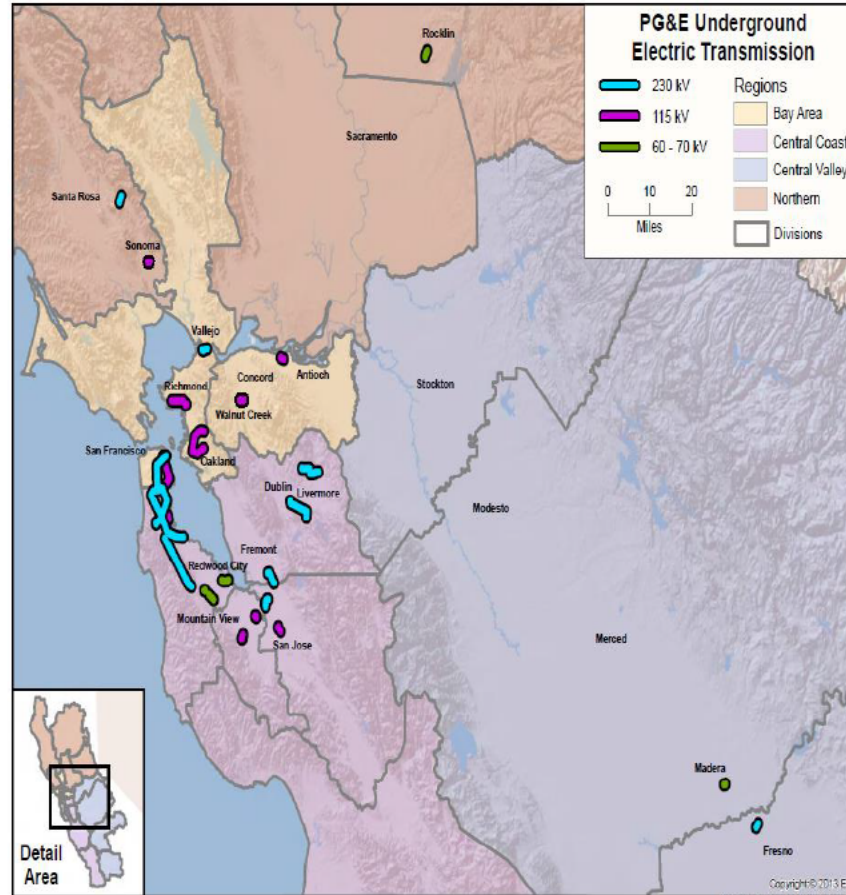 PG&E Underground
Electric Transmission
230 kV
115 kV
60 - 70 kV
0 10 20
Miles
Regions
Bay Area
Central Coast
Central Valley
Northern
Divisions
Rocklin
Sacramento
Santa Rosa
Sonoma
Vallejo
Concord
Antioch
Richmond
Walnut Creek
Stockton
San Francisco
Oakland
Dublin
Livermore
Modesto
Fremont
Redwood City
Mountain View
San Jose
Merced
Madera
Fresno
Detail
Area
Copyright:© 2013 E